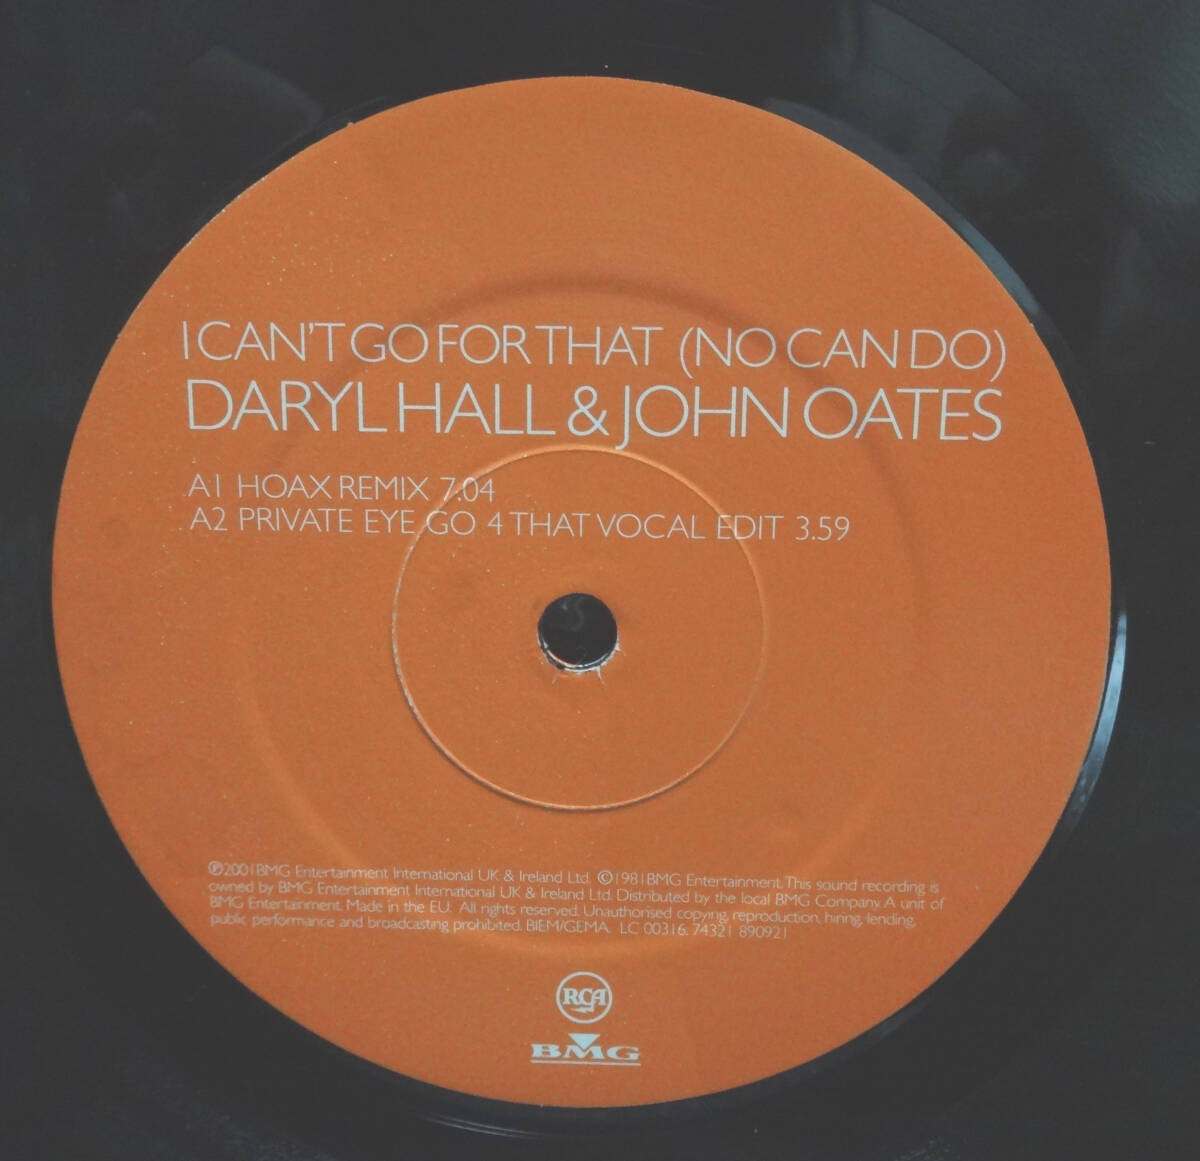 I CAN'T GO FOR THAT (NO CAN DO)
DARYL HALL & JOHN OATES
A1 HOAX REMIX 7.04
A2 PRIVATE EYE GO 4 THAT VOCAL EDIT 3.59
℗2001BMG Entertainment International UK & Ireland Ltd. ©1981BMG Entertainment. This sound recording is
owned by BMG Entertainment International UK & Ireland Ltd. Distributed by the local BMG Company. A unit of
BMG Entertainment. Made in the EU. All rights reserved. Unauthorised copying, reproduction, hiring, lending,
public performance and broadcasting prohibited. BIEM/GEMA. LC 00316. 74321 890921
RCA
BMG